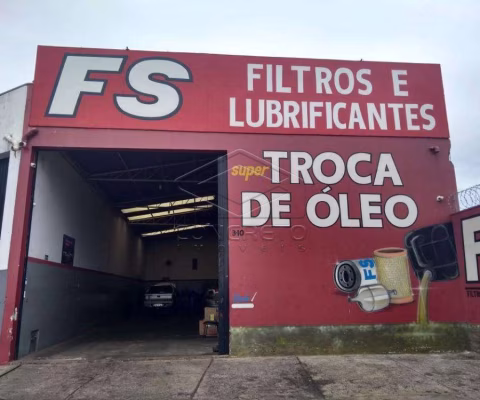 FS
FILTROS E
LUBRIFICANTES
super
TROCA
DE ÓLEO
FS
F